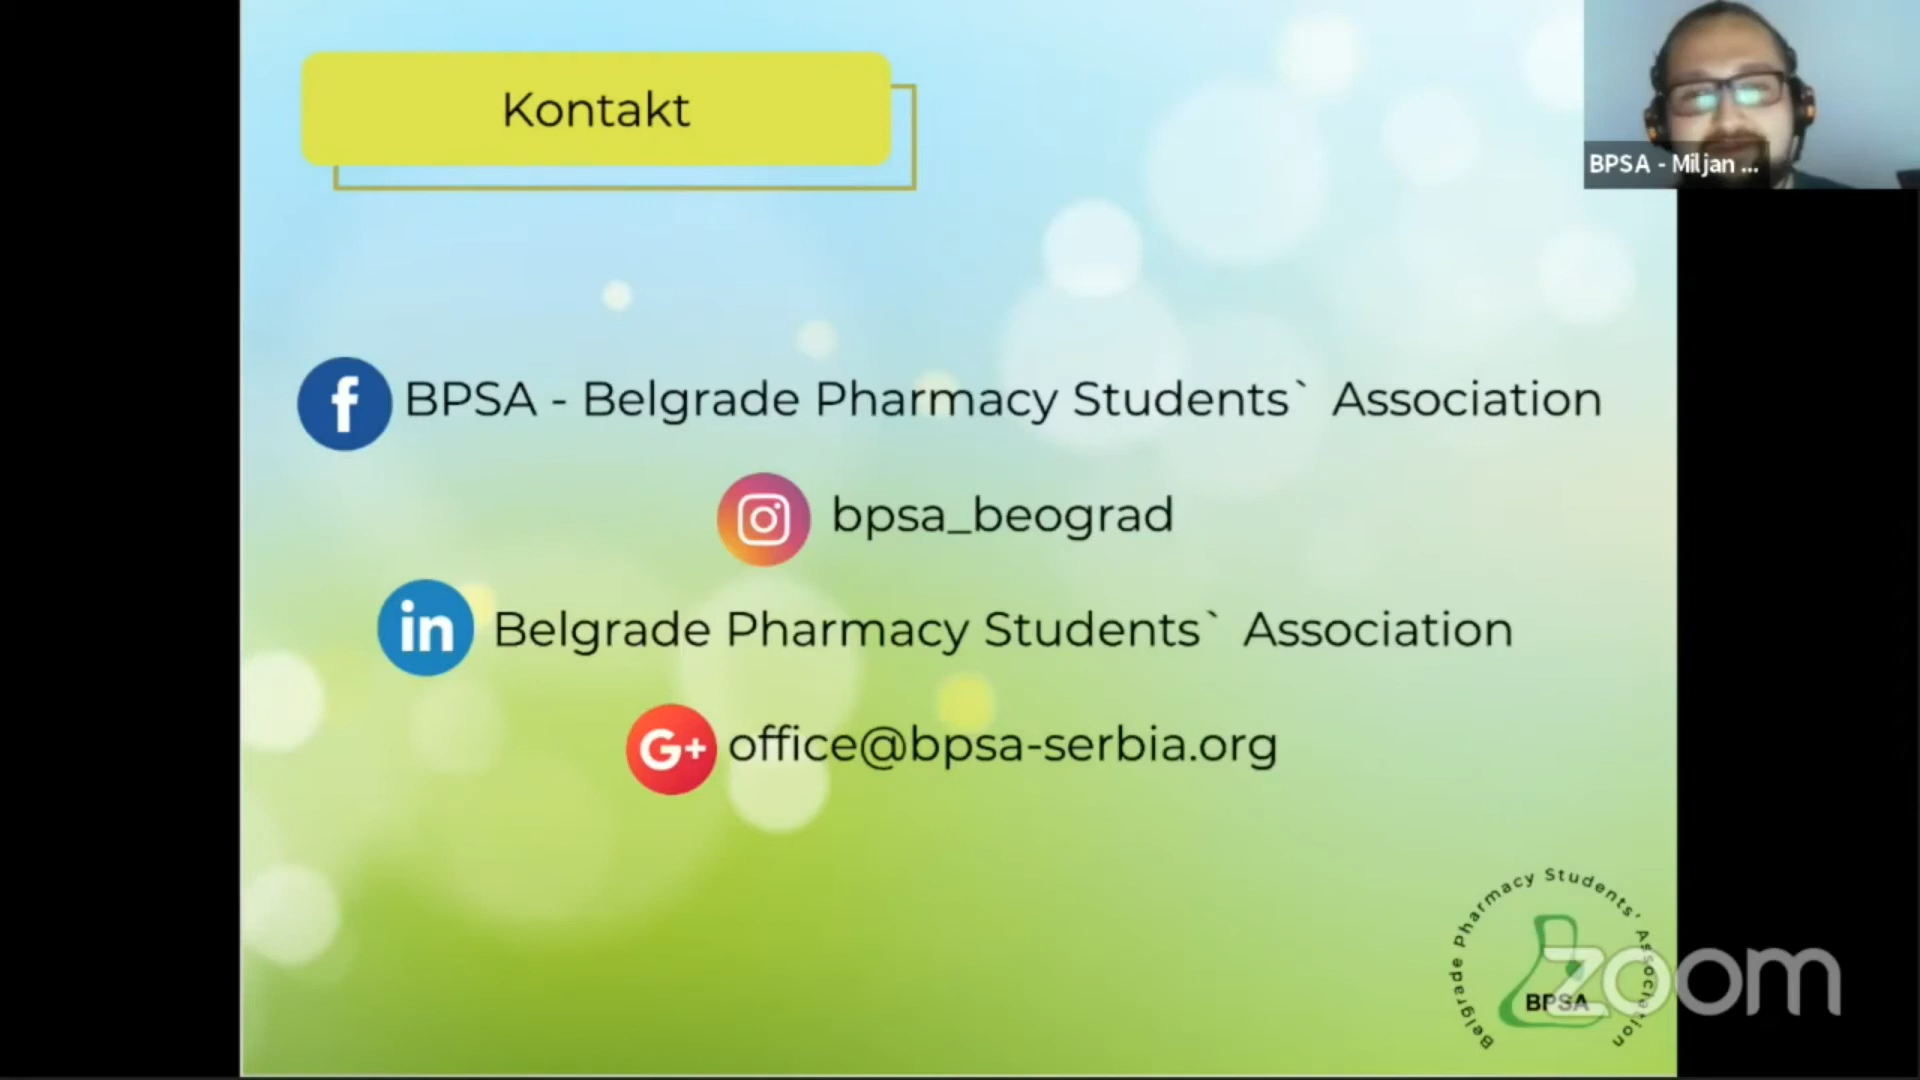 Kontakt
BPSA - Miljan ...
f BPSA - Belgrade Pharmacy Students` Association
bpsa_beograd
in Belgrade Pharmacy Students` Association
G+ office@bpsa-serbia.org
Belgrade Pharmacy Students' Association
BPSA
zoom